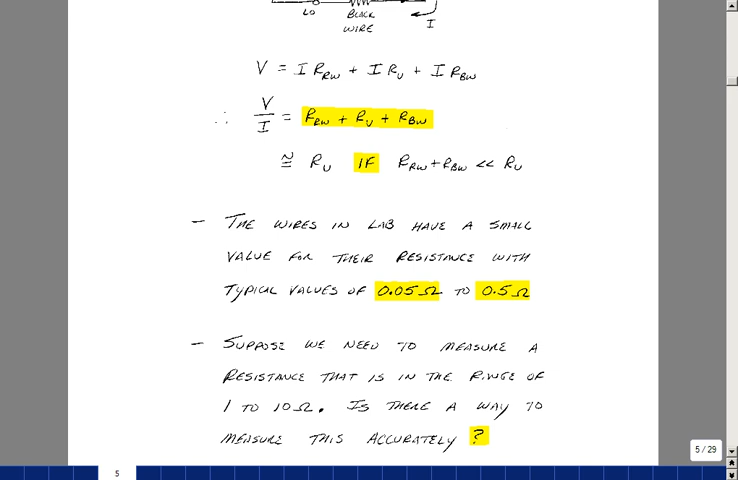 LO BLACK
WIRE I
V = I R_RW + I R_U + I R_BW
∴ V/I = R_RW + R_U + R_BW
≅ R_U IF R_RW + R_BW << R_U
- THE WIRES IN LAB HAVE A SMALL
VALUE FOR THEIR RESISTANCE WITH
TYPICAL VALUES OF 0.05Ω TO 0.5Ω
- SUPPOSE WE NEED TO MEASURE A
RESISTANCE THAT IS IN THE RANGE OF
1 TO 10Ω. IS THERE A WAY TO
MEASURE THIS ACCURATELY ?
5 / 29
5